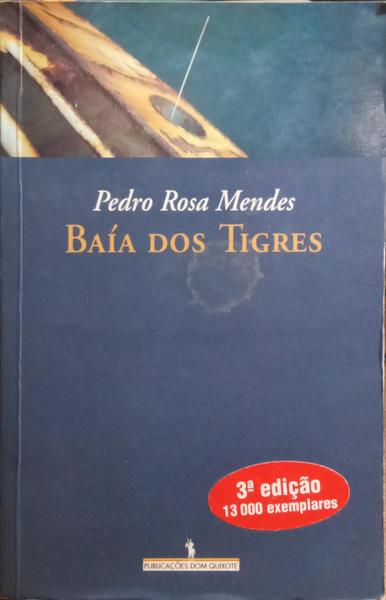 Pedro Rosa Mendes
BAÍA DOS TIGRES
3ª edição
13 000 exemplares
PUBLICAÇÕES DOM QUIXOTE